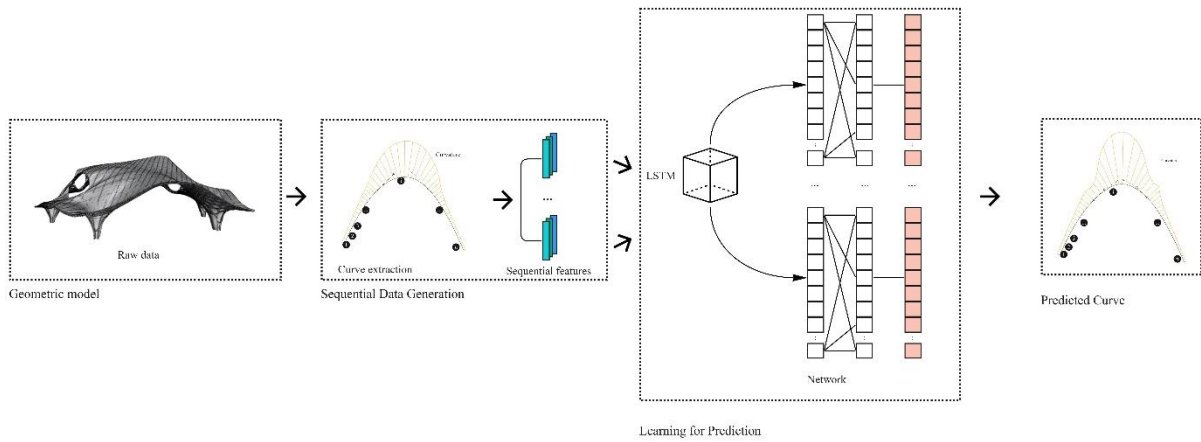 Raw data
Geometric model
Curvature
Curve extraction
...
Sequential features
Sequential Data Generation
LSTM
... ... ...
Network
Learning for Prediction
Predicted Curve